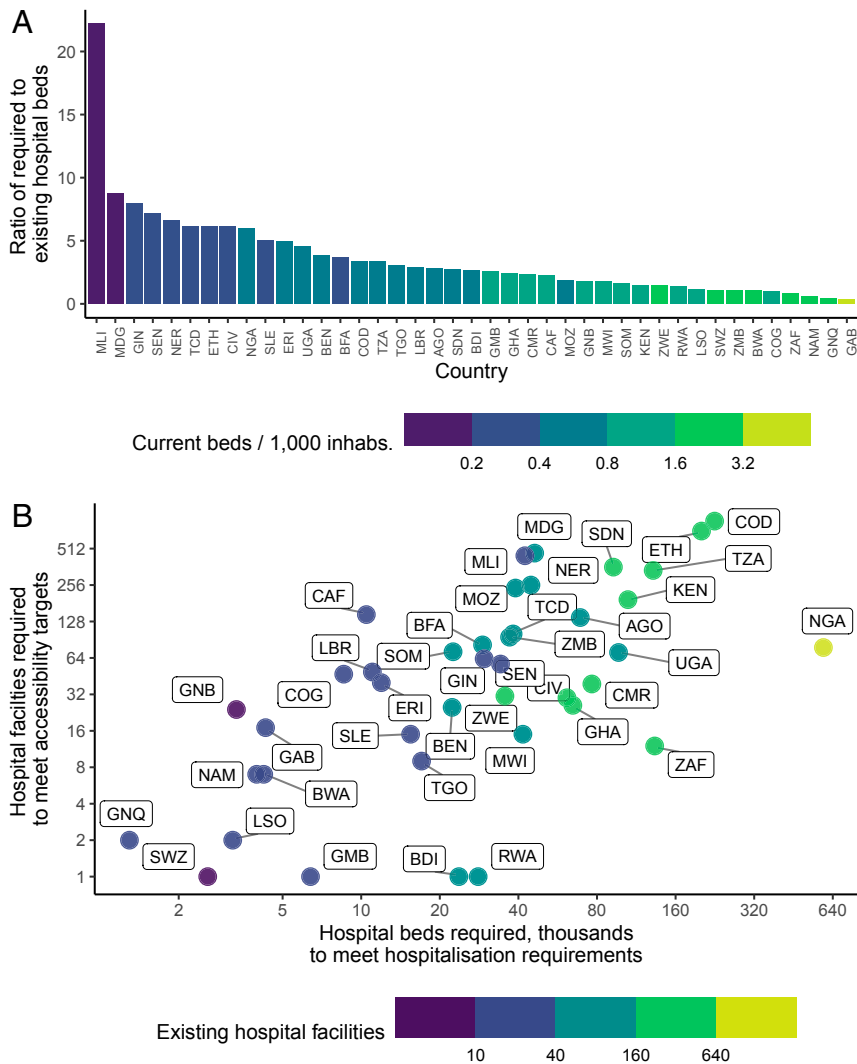 A
Ratio of required to
existing hospital beds
20
15
10
5
0
MLI MDG GIN SEN NER TCD ETH CIV NGA SLE ERI UGA BEN BFA COD TZA TGO LBR AGO SDN BDI GMB GHA CMR CAF MOZ GNB MWI SOM KEN ZWE RWA LSO SWZ ZMB BWA COG ZAF NAM GNQ GAB
Country
Current beds / 1,000 inhabs.
0.2 0.4 0.8 1.6 3.2
B
Hospital facilties required
to meet accessibility targets
512
256
128
64
32
16
8
4
2
1
MDG SDN COD
ETH
MLI NER TZA
CAF MOZ TCD KEN
BFA AGO NGA
LBR SOM ZMB UGA
GNB COG GIN SEN CIV CMR
ERI ZWE GHA
SLE BEN MWI ZAF
GAB
NAM BWA TGO
GNQ LSO
SWZ GMB BDI RWA
2 5 10 20 40 80 160 320 640
Hospital beds required, thousands
to meet hospitalisation requirements
Existing hospital facilities
10 40 160 640